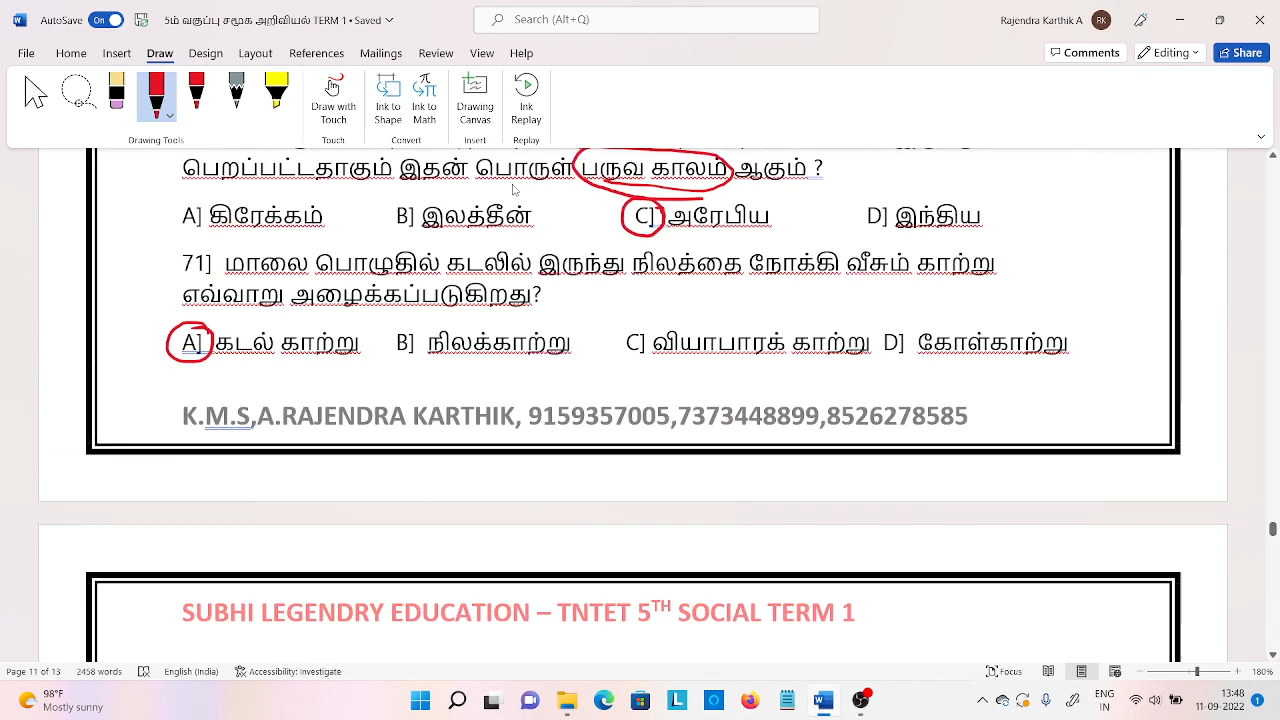 AutoSave On 5ஆம் வகுப்பு சமூக அறிவியல் TERM 1 • Search (Alt+Q) Rajendra Karthik A RK
File Home Insert Draw Design Layout References Mailings Review View Help Comments Editing Share
Draw with Touch Ink to Shape Ink to Math Drawing Canvas Ink Replay
Drawing Tools Touch Convert Insert Replay
பெறப்பட்டதாகும் இதன் பொருள் பருவ காலம் ஆகும் ?
A] கிரேக்கம் B] இலத்தீன் C] அரேபிய D] இந்திய
71] மாலை பொழுதில் கடலில் இருந்து நிலத்தை நோக்கி வீசும் காற்று
எவ்வாறு அழைக்கப்படுகிறது?
A] கடல் காற்று B] நிலக்காற்று C] வியாபாரக் காற்று D] கோள்காற்று
K.M.S,A.RAJENDRA KARTHIK, 9159357005,7373448899,8526278585
SUBHI LEGENDRY EDUCATION – TNTET 5TH SOCIAL TERM 1
Page 11 of 13 2458 words English (India) Accessibility: Investigate Focus 180%
98°F ENG 13:48
Mostly sunny IN 11-09-2022